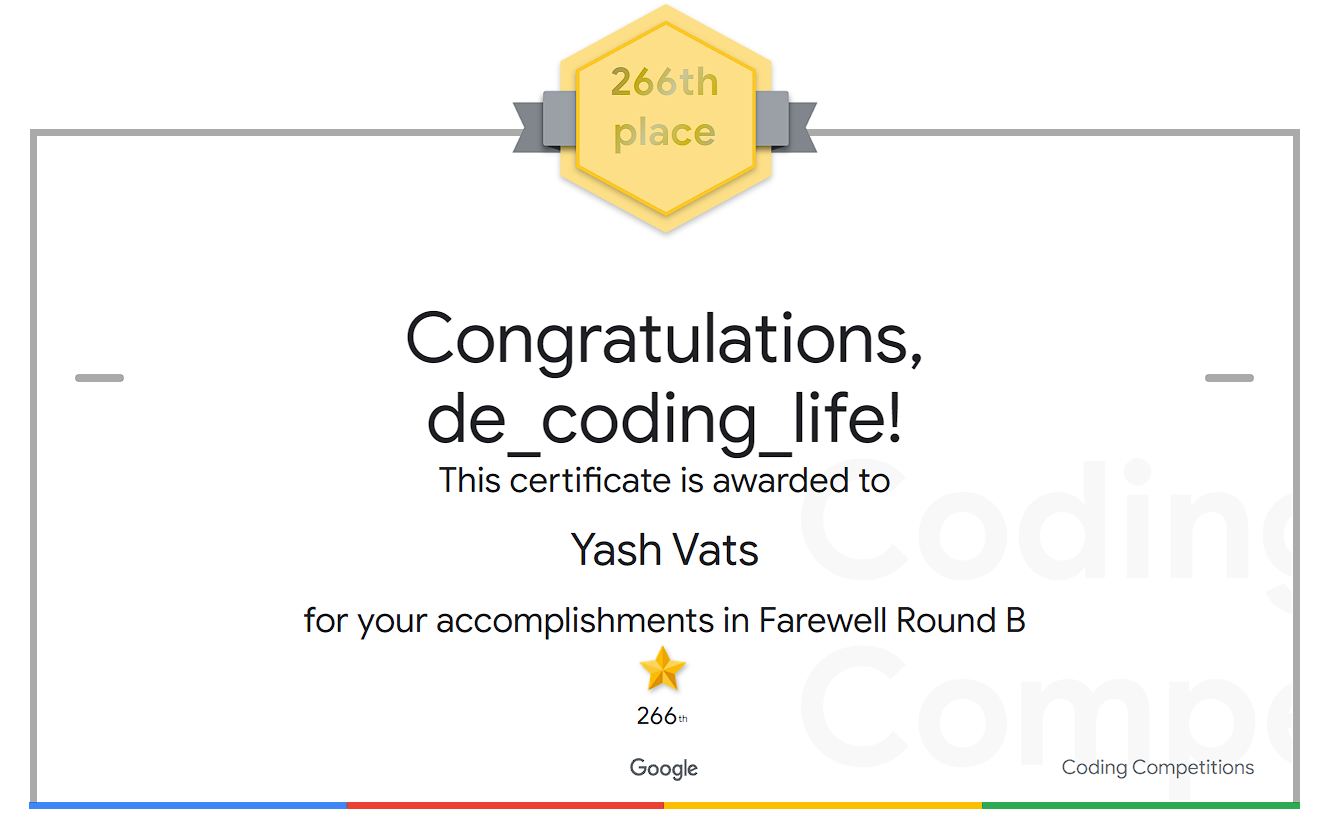 266th
place
Congratulations,
de_coding_life!
This certificate is awarded to
Yash Vats
for your accomplishments in Farewell Round B
266th
Google
Coding Competitions
Coding
Compe